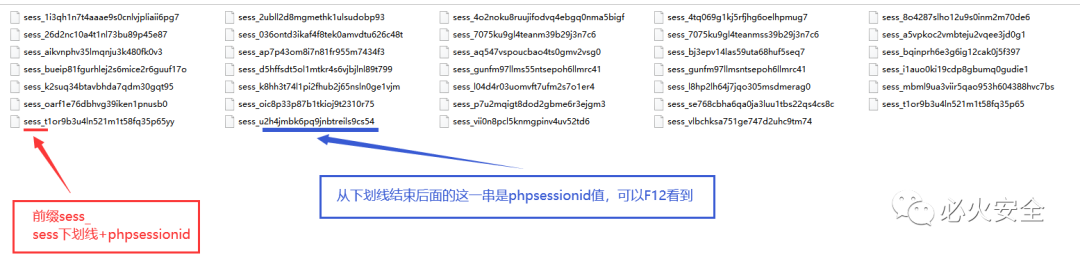 sess_1i3qh1n7t4aaae9s0cnlvjpliaii6pg7
sess_2ubll2d8mgmethk1ulsudobp93
sess_4o2noku8ruujifodvq4ebgq0nma5bigf
sess_4tq069g1kj5rfjhg6oelhpmug7
sess_8o4287slho12u9s0inm2m70de6
sess_26d2nc10a4t1nl73bu89p45e87
sess_036ontd3ikaf4f8tek0amvdtu626c48t
sess_7075ku9gl4teanm39b29j3n7c6
sess_7075ku9gl4teanmss39b29j3n7c6
sess_a5vpkoc2vmbteju2vqee3jd0g1
sess_aikvnphv35lmqnju3k480fk0v3
sess_ap7p43om8i7n81fr955m7434f3
sess_aq547vspoucbao4ts0gmv2vsg0
sess_bj3epv14las59uta68huf5seq7
sess_bqinprh6e3g6ig12cak0j5f397
sess_bueip81fgurhlej2s6mice2r6guuf17o
sess_d5hffsdt5ol1mtkr4s6vjbjlnl89t799
sess_gunfm97llms55ntsepoh6llmrc41
sess_gunfm97llmsntsepoh6llmrc41
sess_i1auo0ki19cdp8gbumq0gudie1
sess_k2suq34btavbhda7qdm30gqt95
sess_k8hh3t74l1pi2fhub2j65nsln0ge1vjm
sess_l04d4r03uomvft7ufm2s7o1er4
sess_l8hp2lh64j7jqo305msdmerag0
sess_mbml9ua3viir5qao953h604388hvc7bs
sess_oarf1e76dbhvg39iken1pnusb0
sess_oic8p33p87b1tkioj9t2310r75
sess_p7u2mqigt8dod2gbme6r3ejgm3
sess_se768cbha6qa0ja3luu1tbs22qs4cs8c
sess_t1or9b3u4ln521m1t58fq35p65
sess_t1or9b3u4ln521m1t58fq35p65yy
sess_u2h4jmbk6pq9jnbtreils9cs54
sess_vii0n8pcl5knmgpinv4uv52td6
sess_vlbchksa751ge747d2uhc9tm74
从下划线结束后面的这一串是phpsessionid值，可以F12看到
前缀sess_
sess下划线+phpsessionid
必火安全